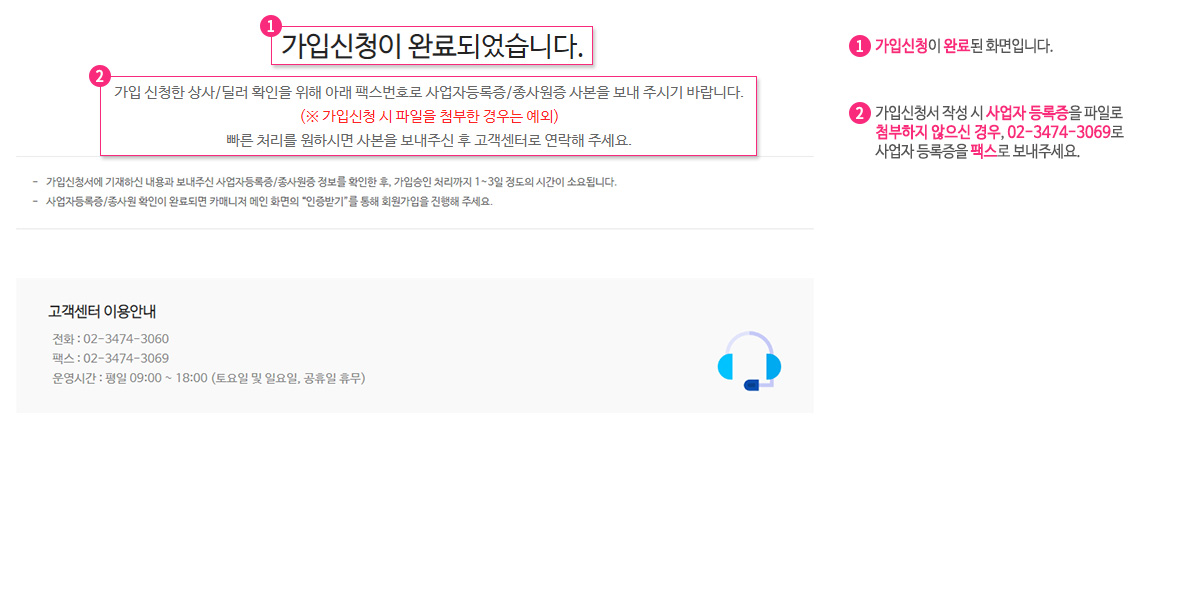 1
가입신청이 완료되었습니다.
2
가입 신청한 상사/딜러 확인을 위해 아래 팩스번호로 사업자등록증/종사원증 사본을 보내 주시기 바랍니다.
(※ 가입신청 시 파일을 첨부한 경우는 예외)
빠른 처리를 원하시면 사본을 보내주신 후 고객센터로 연락해 주세요.
- 가입신청서에 기재하신 내용과 보내주신 사업자등록증/종사원증 정보를 확인한 후, 가입승인 처리까지 1~3일 정도의 시간이 소요됩니다.
- 사업자등록증/종사원 확인이 완료되면 카매니저 메인 화면의 “인증받기”를 통해 회원가입을 진행해 주세요.
고객센터 이용안내
전화 : 02-3474-3060
팩스 : 02-3474-3069
운영시간 : 평일 09:00 ~ 18:00 (토요일 및 일요일, 공휴일 휴무)
1 가입신청이 완료된 화면입니다.
2 가입신청서 작성 시 사업자 등록증을 파일로
첨부하지 않으신 경우, 02-3474-3069로
사업자 등록증을 팩스로 보내주세요.